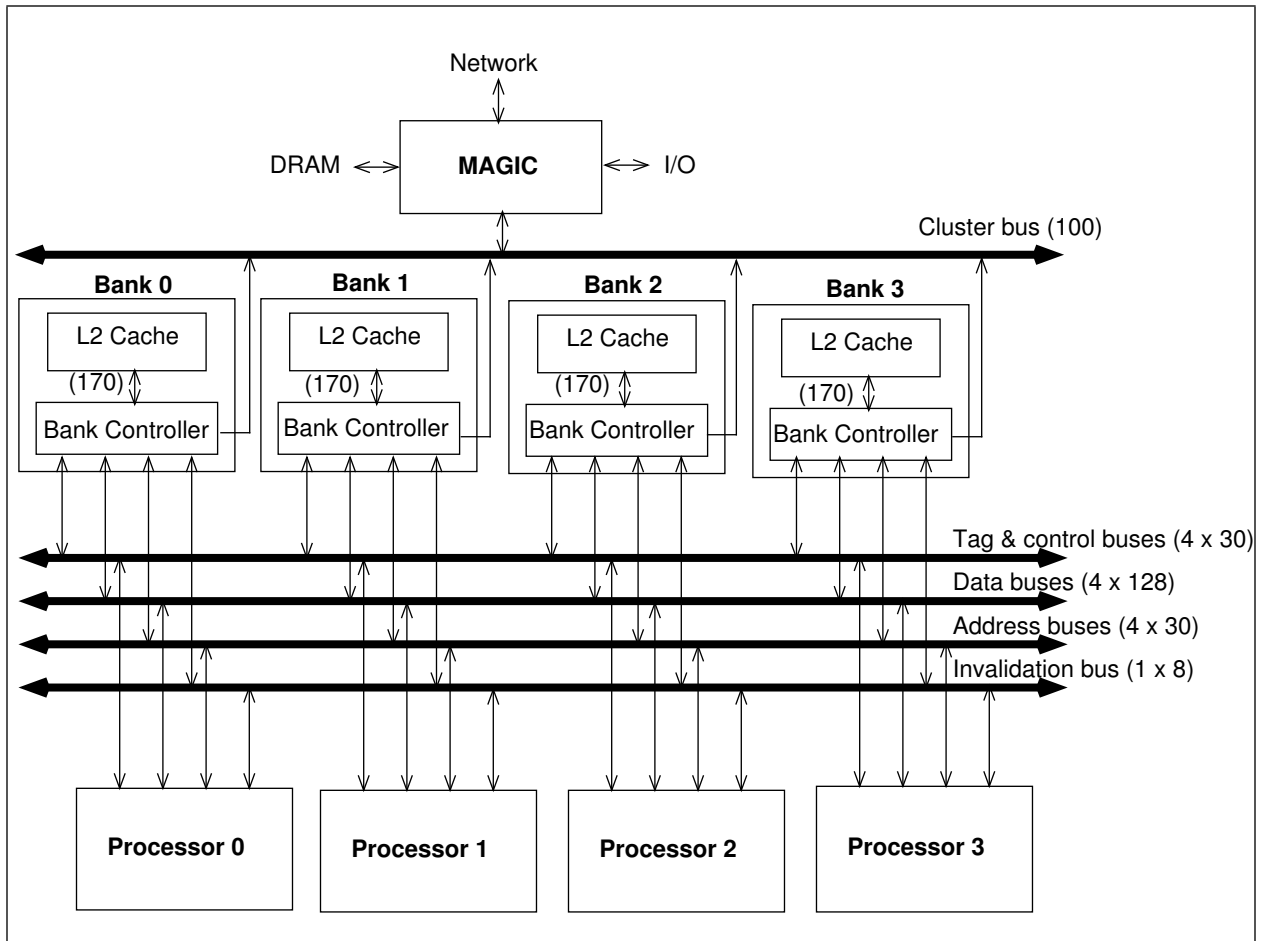 Network
DRAM
MAGIC
I/O
Cluster bus (100)
Bank 0
Bank 1
Bank 2
Bank 3
L2 Cache
L2 Cache
L2 Cache
L2 Cache
(170)
(170)
(170)
(170)
Bank Controller
Bank Controller
Bank Controller
Bank Controller
Tag & control buses (4 x 30)
Data buses (4 x 128)
Address buses (4 x 30)
Invalidation bus (1 x 8)
Processor 0
Processor 1
Processor 2
Processor 3